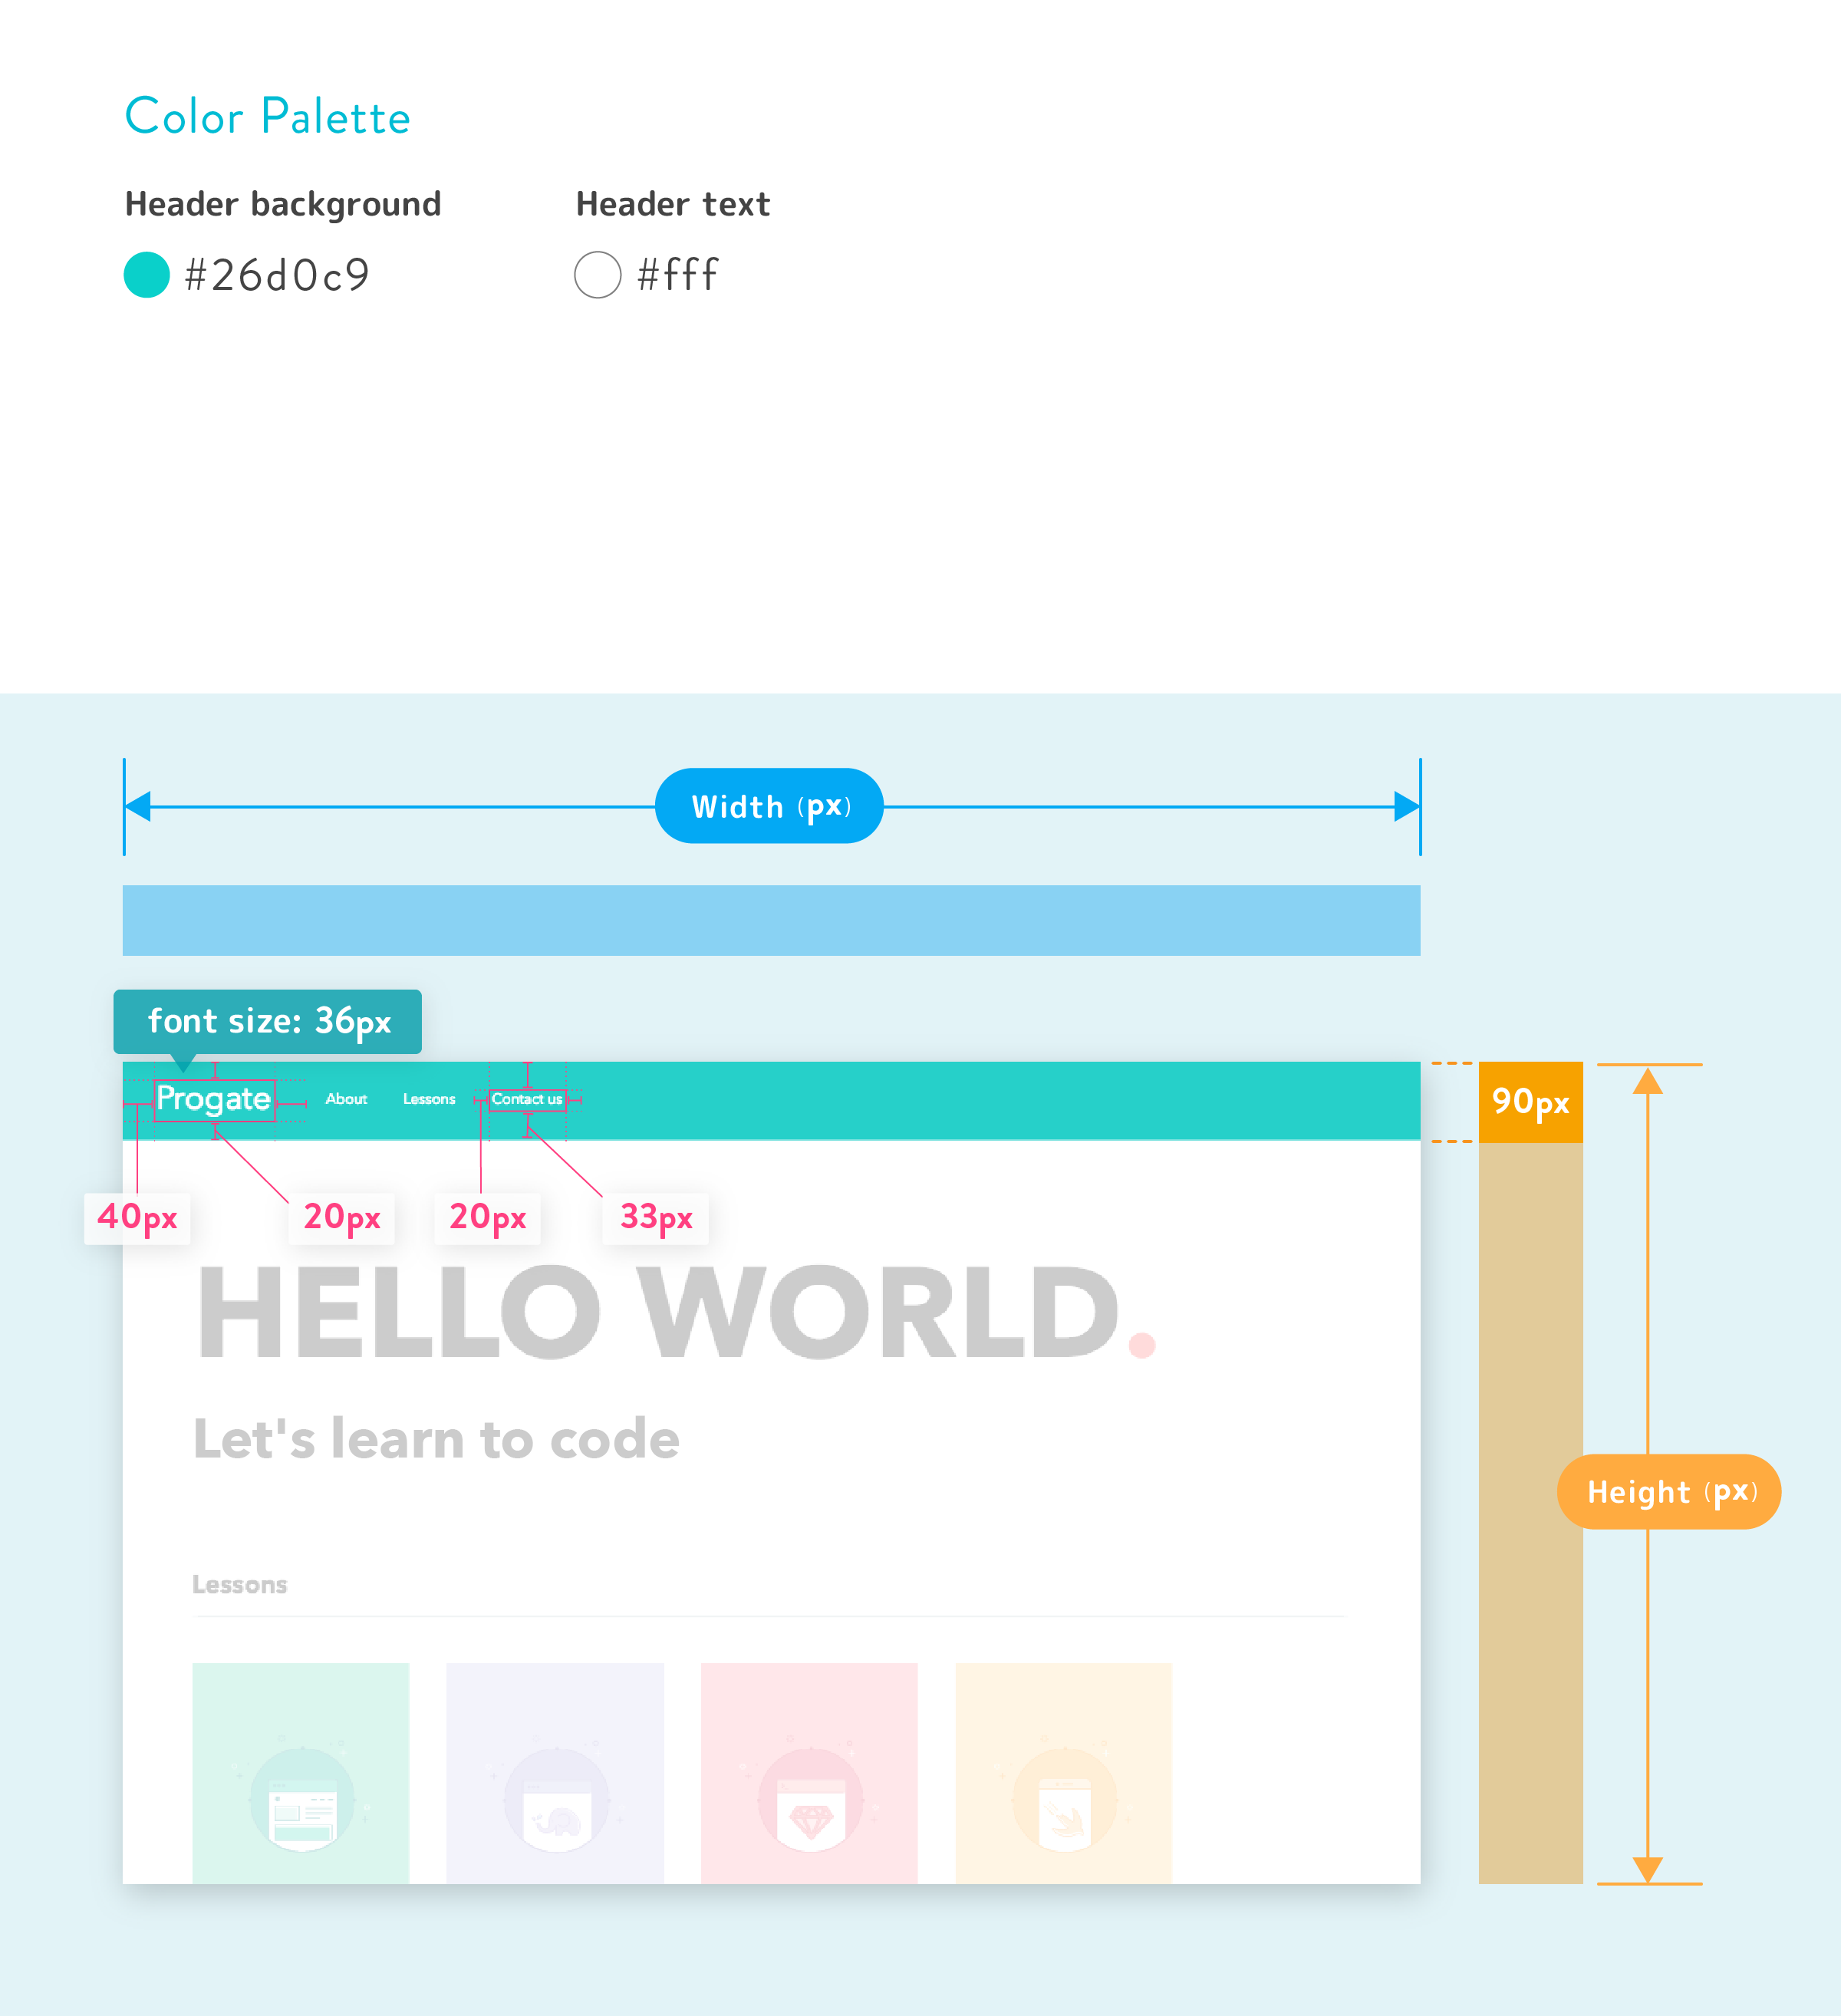 Color Palette
Header background
Header text
#26d0c9
#fff
Width (px)
font size: 36px
Progate
About
Lessons
Contact us
90px
40px
20px
20px
33px
HELLO WORLD.
Let's learn to code
Height (px)
Lessons